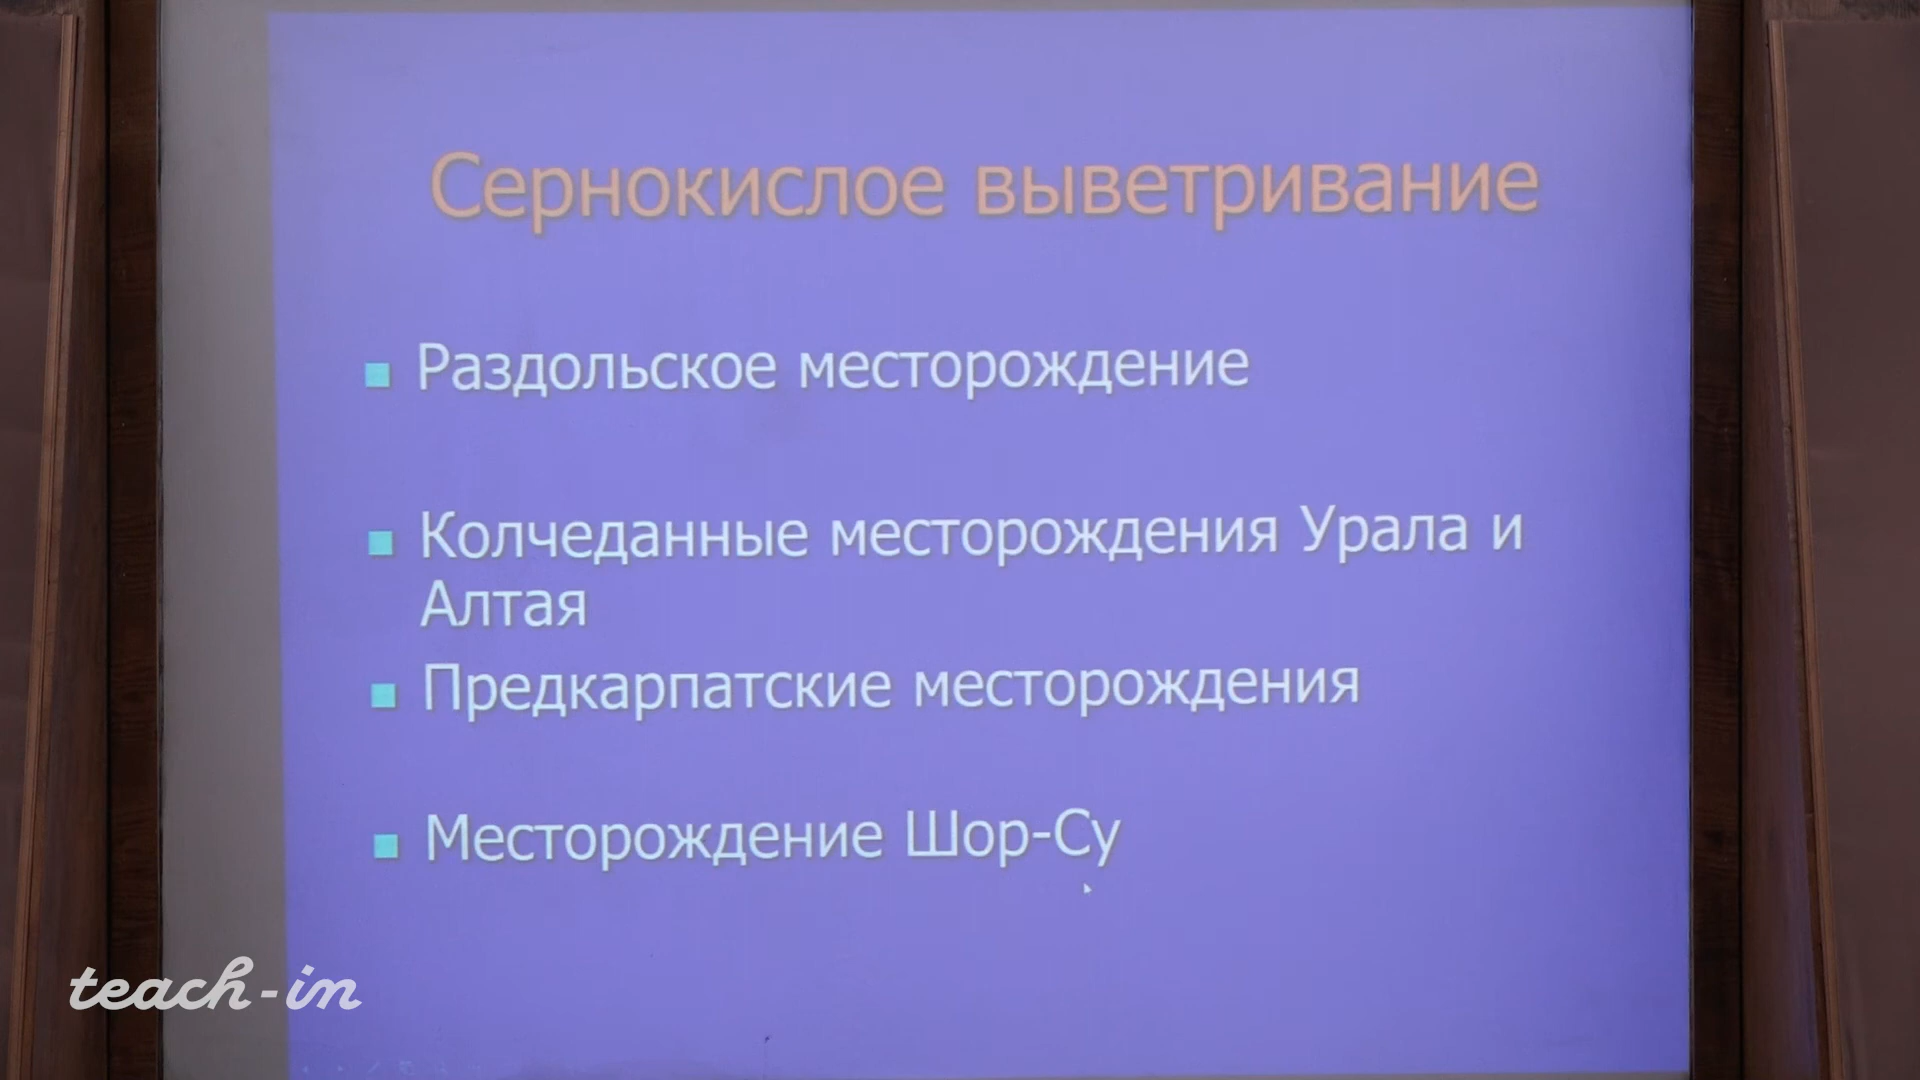 Сернокислое выветривание
Раздольское месторождение
Колчеданные месторождения Урала и
Алтая
Предкарпатские месторождения
Месторождение Шор-Су
teach-in